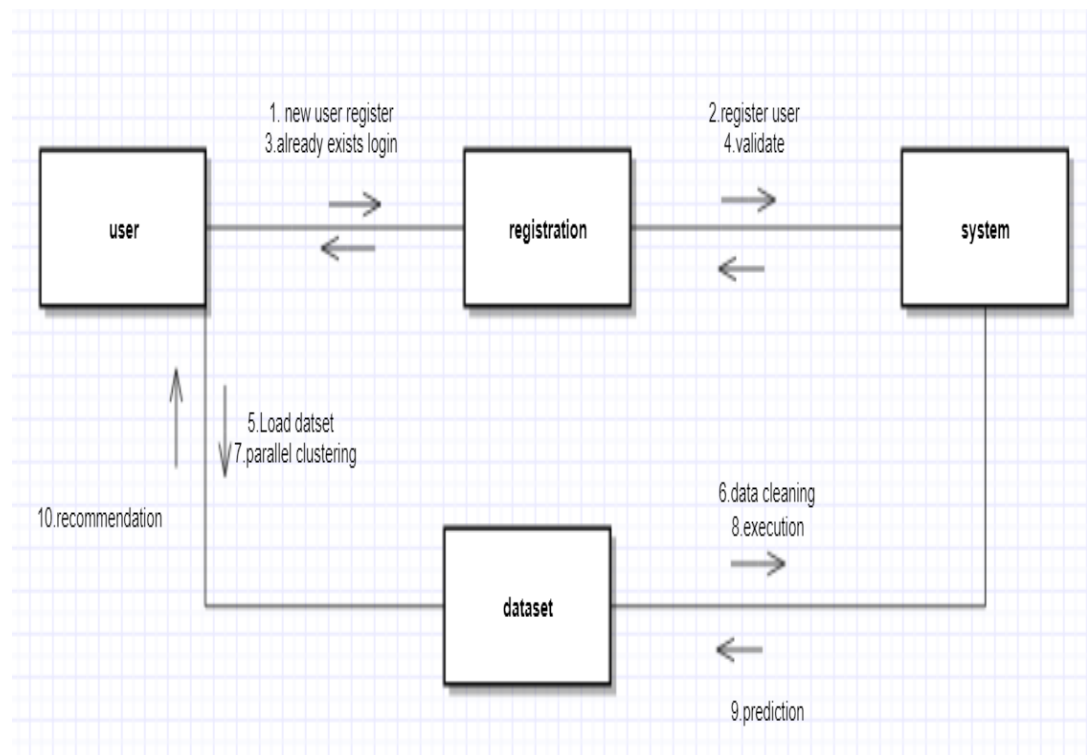 1. new user register
3.already exists login
2.register user
4.validate
user
registration
system
5.Load datset
7.parallel clustering
10.recommendation
6.data cleaning
8.execution
dataset
9.prediction